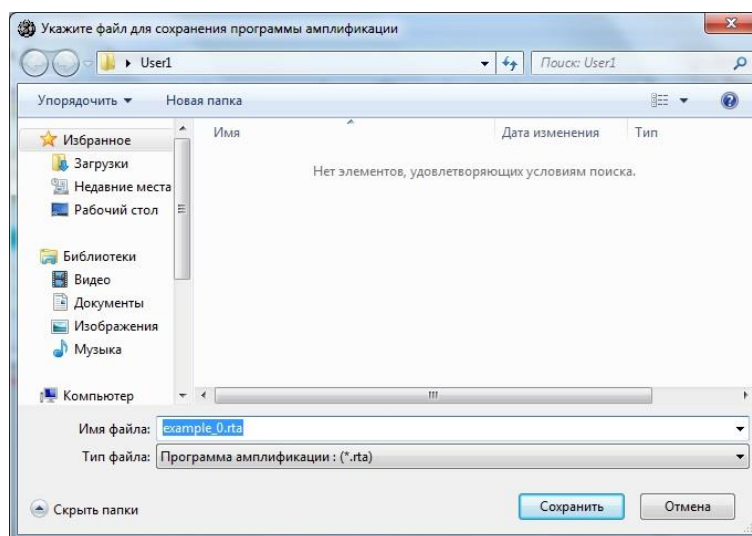 Укажите файл для сохранения программы амплификации
User1
Поиск: User1
Упорядочить
Новая папка
Имя
Дата изменения
Тип
Нет элементов, удовлетворяющих условиям поиска.
Избранное
Загрузки
Недавние места
Рабочий стол
Библиотеки
Видео
Документы
Изображения
Музыка
Компьютер
Имя файла: example_0.rta
Тип файла: Программа амплификации : (*.rta)
Скрыть папки
Сохранить
Отмена